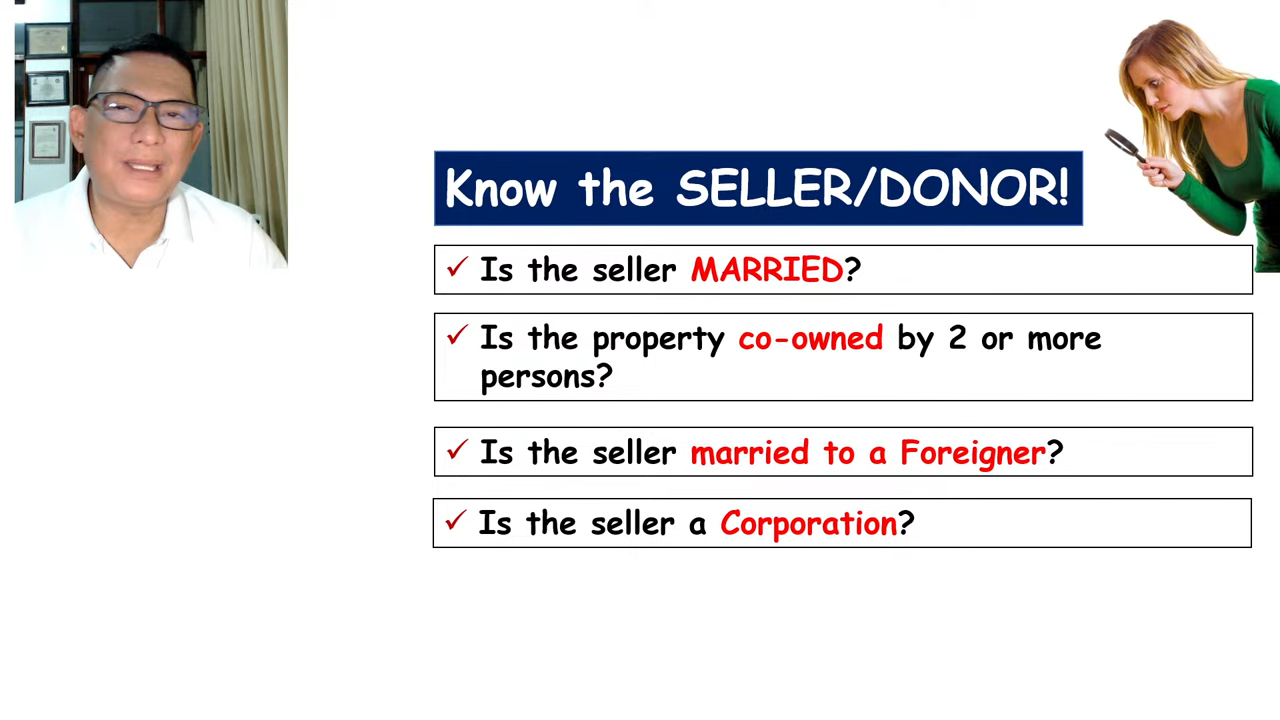 Know the SELLER/DONOR!
✓ Is the seller MARRIED?
✓ Is the property co-owned by 2 or more
persons?
✓ Is the seller married to a Foreigner?
✓ Is the seller a Corporation?